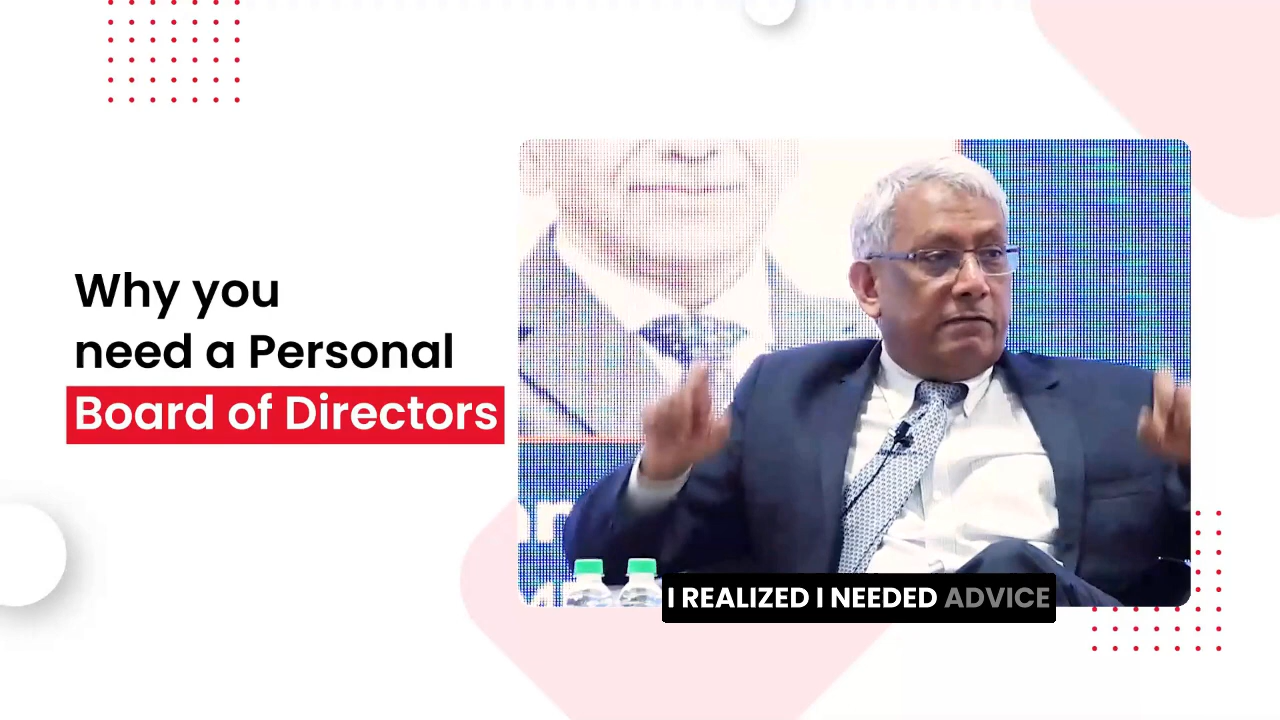 Why you
need a Personal
Board of Directors
I REALIZED I NEEDED ADVICE